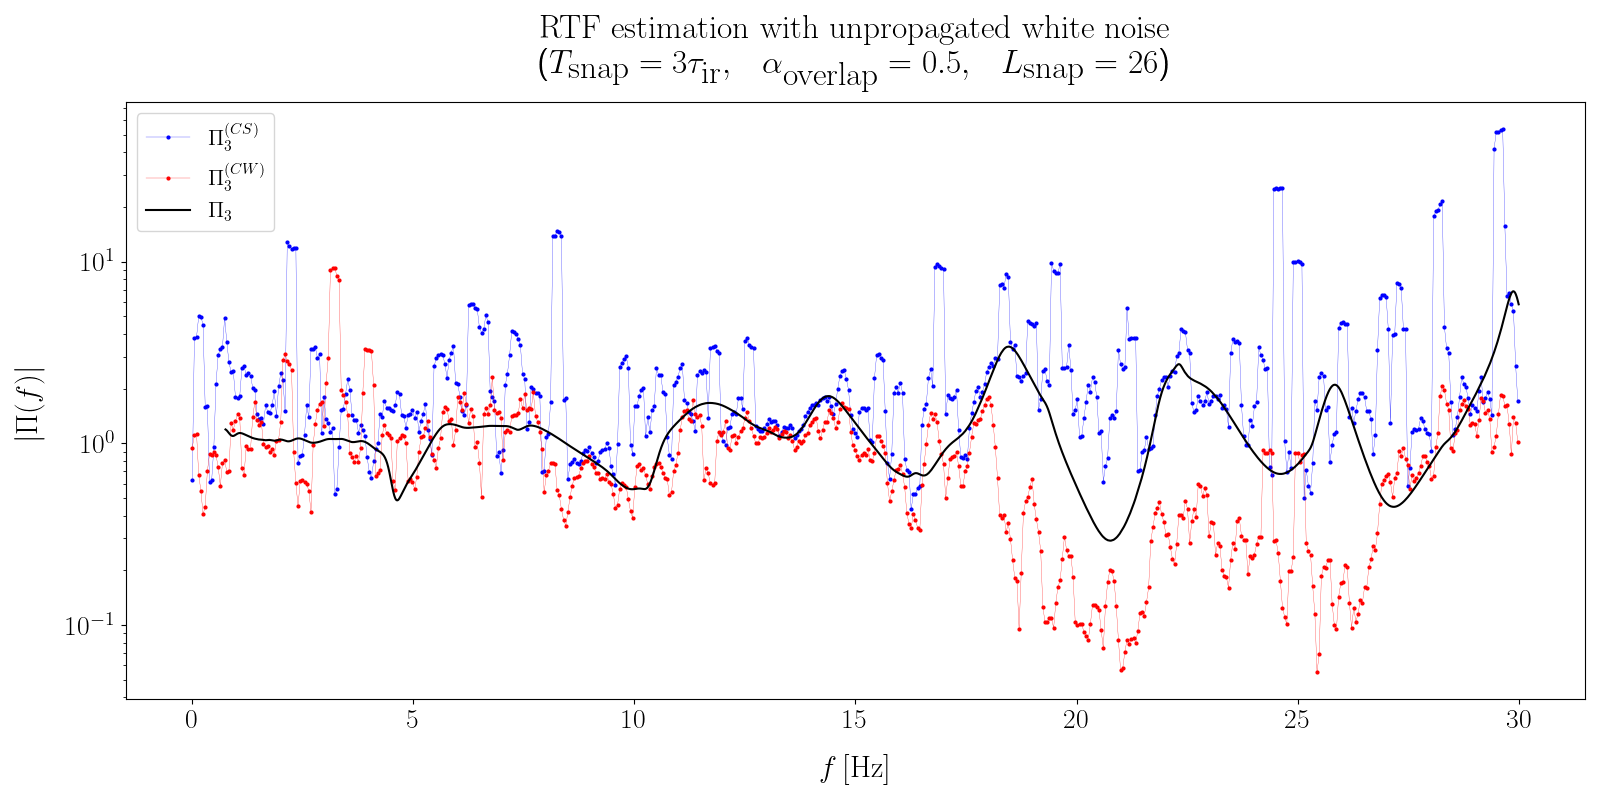 RTF estimation with unpropagated white noise
(T_snap = 3τ_ir, α_overlap = 0.5, L_snap = 26)
Π_3^(CS)
Π_3^(CW)
Π_3
|Π(f)|
10^1
10^0
10^−1
0 5 10 15 20 25 30
f [Hz]